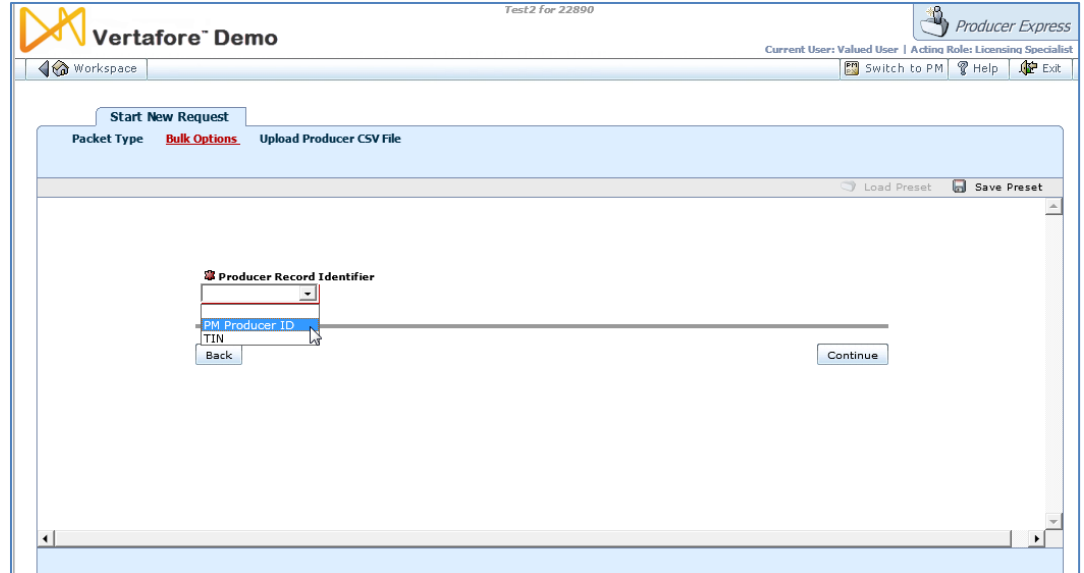 Test2 for 22890
Vertafore™ Demo
Producer Express
Current User: Valued User | Acting Role: Licensing Specialist
Workspace
PM Switch to PM Help Exit
Start New Request
Packet Type Bulk Options Upload Producer CSV File
Load Preset Save Preset
Producer Record Identifier
PM Producer ID
TIN
Back Continue